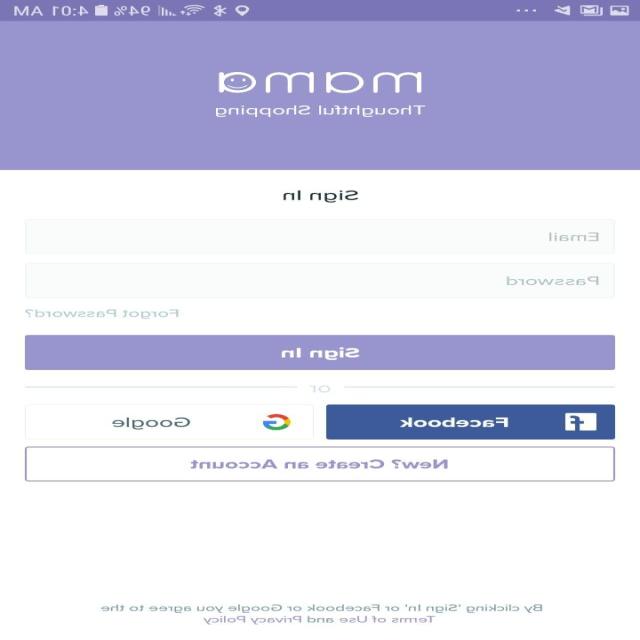 94% 4:01 AM
mama
Thoughtful Shopping
Sign In
Email
Password
Forgot Password?
Sign In
or
Facebook
Google
New? Create an Account
By clicking 'Sign In' or Facebook or Google you agree to the
Terms of Use and Privacy Policy